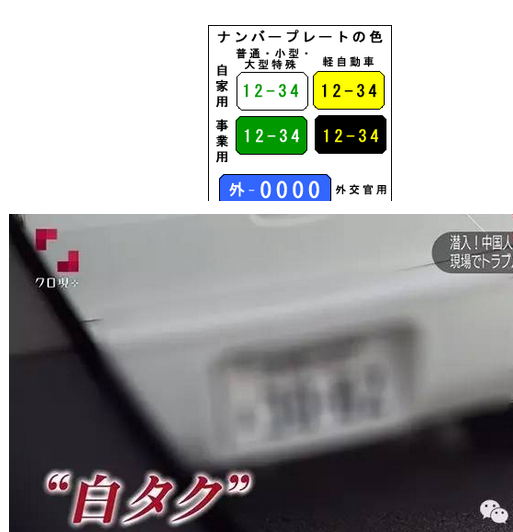 ナンバープレートの色
普通・小型・
大型特殊
軽自動車
自家用
12-34
12-34
事業用
12-34
12-34
外-0000
外交官用
クロ現+
潜入！中国人
現場でトラブ
“白タク”